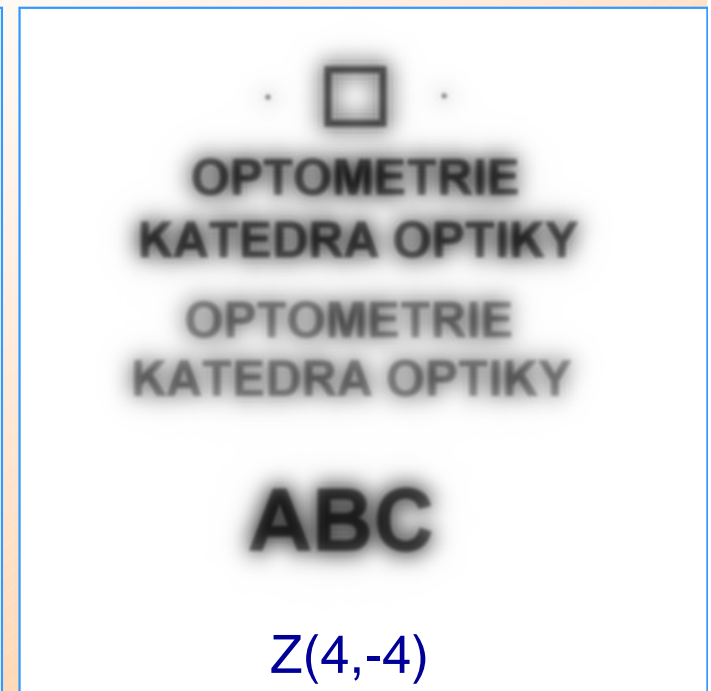 OPTOMETRIE
KATEDRA OPTIKY
OPTOMETRIE
KATEDRA OPTIKY
ABC
Z(4,-4)